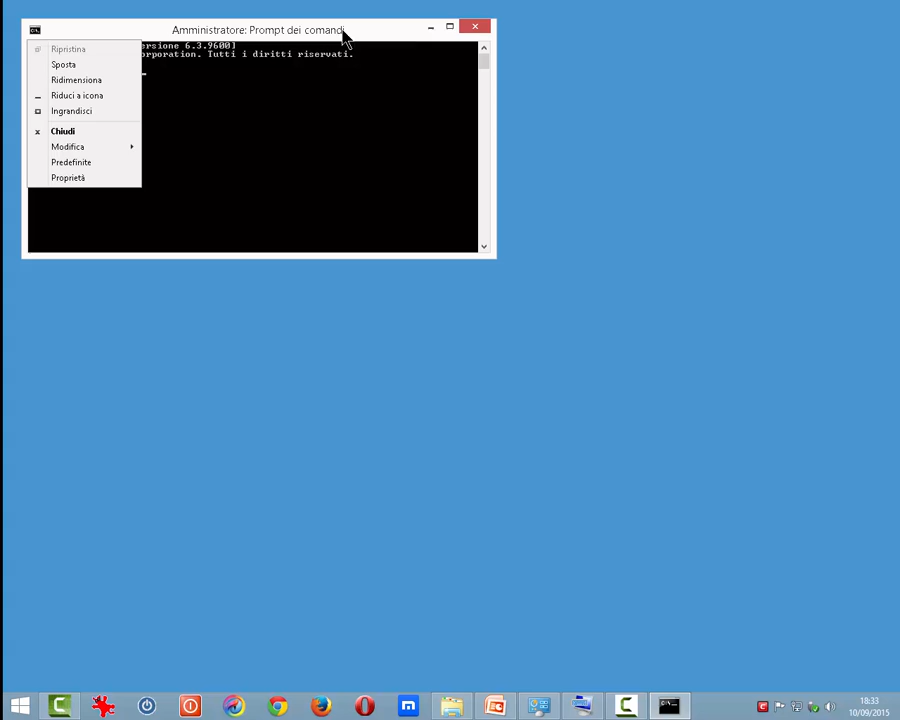 Amministratore: Prompt dei comandi
ersione 6.3.9600]
orporation. Tutti i diritti riservati.
Ripristina
Sposta
Ridimensiona
Riduci a icona
Ingrandisci
Chiudi
Modifica
Predefinite
Proprietà
18:33
10/09/2015